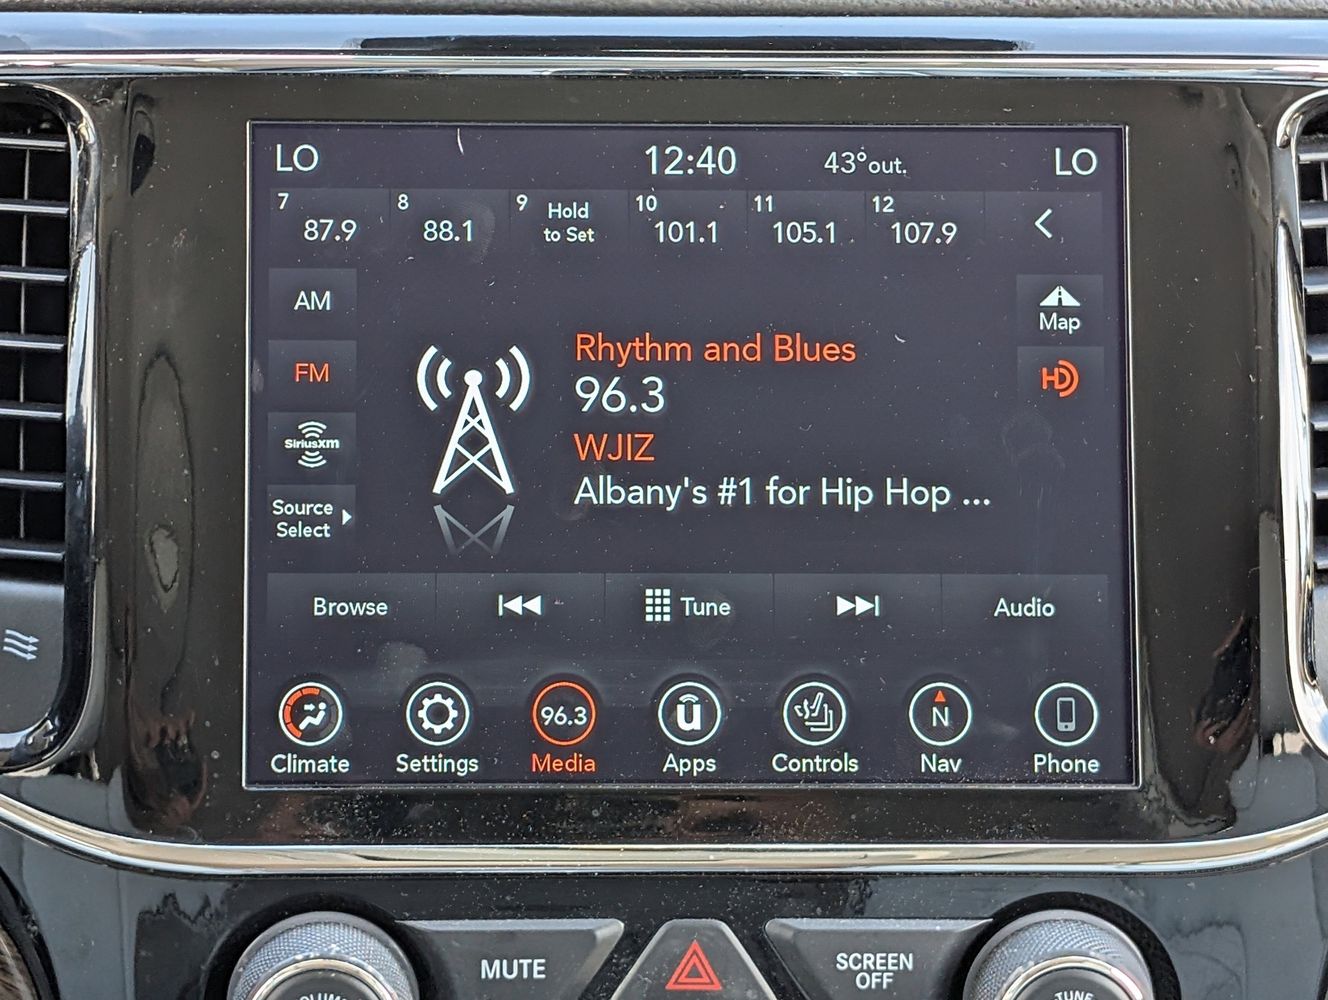 LO 12:40 43°out. LO
7 87.9 8 88.1 9 Hold to Set 10 101.1 11 105.1 12 107.9
AM
Map
FM
HD
Rhythm and Blues
96.3
WJIZ
Albany's #1 for Hip Hop ...
SiriusXM
Source
Select
Browse Tune Audio
96.3 u N
Climate Settings Media Apps Controls Nav Phone
MUTE SCREEN
OFF
TUNE